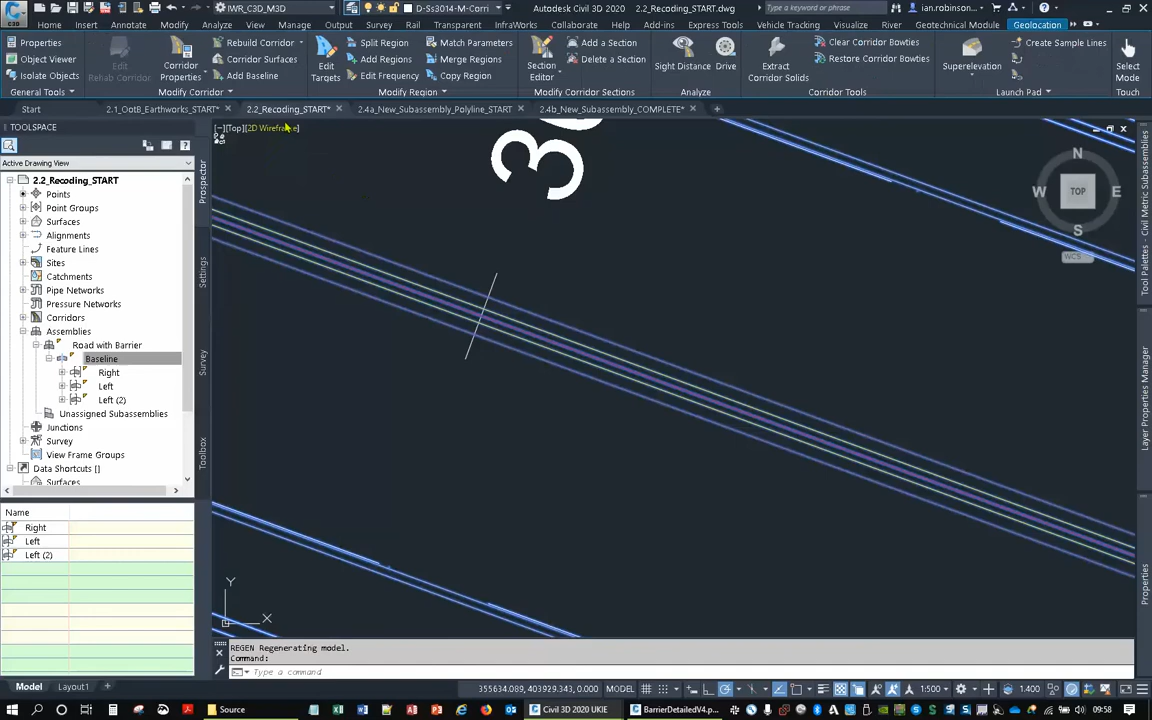 C3D
IWR_C3D_M3D
D-Ss3014-M-Corri
Autodesk Civil 3D 2020
2.2_Recoding_START.dwg
Type a keyword or phrase
ian.robinson...
Home
Insert
Annotate
Modify
Analyze
View
Manage
Output
Survey
Rail
Transparent
InfraWorks
Collaborate
Help
Add-ins
Express Tools
Vehicle Tracking
Visualize
River
Geotechnical Module
Geolocation
Properties
Object Viewer
Isolate Objects
General Tools
Edit Rehab Corridor
Corridor Properties
Rebuild Corridor
Corridor Surfaces
Add Baseline
Modify Corridor
Edit Targets
Split Region
Add Regions
Edit Frequency
Match Parameters
Merge Regions
Copy Region
Modify Region
Section Editor
Add a Section
Delete a Section
Modify Corridor Sections
Sight Distance
Drive
Analyze
Extract Corridor Solids
Clear Corridor Bowties
Restore Corridor Bowties
Corridor Tools
Superelevation
Create Sample Lines
Launch Pad
Select Mode
Touch
Start
2.1_OotB_Earthworks_START*
2.2_Recoding_START*
2.4a_New_Subassembly_Polyline_START
2.4b_New_Subassembly_COMPLETE*
TOOLSPACE
Active Drawing View
2.2_Recoding_START
Points
Point Groups
Surfaces
Alignments
Feature Lines
Sites
Catchments
Pipe Networks
Pressure Networks
Corridors
Assemblies
Road with Barrier
Baseline
Right
Left
Left (2)
Unassigned Subassemblies
Junctions
Survey
View Frame Groups
Data Shortcuts []
Surfaces
Name
Right
Left
Left (2)
Prospector
Settings
Survey
Toolbox
[−][Top][2D Wireframe]
3
N
W
TOP
E
S
WCS
Y
X
Tool Palettes - Civil Metric Subassemblies
Layer Properties Manager
Properties
REGEN Regenerating model.
Command:
Type a command
Model
Layout1
355634.089, 403929.343, 0.000
MODEL
1:500
1.400
Source
Civil 3D 2020 UKIE
BarrierDetailedV4.p...
09:58